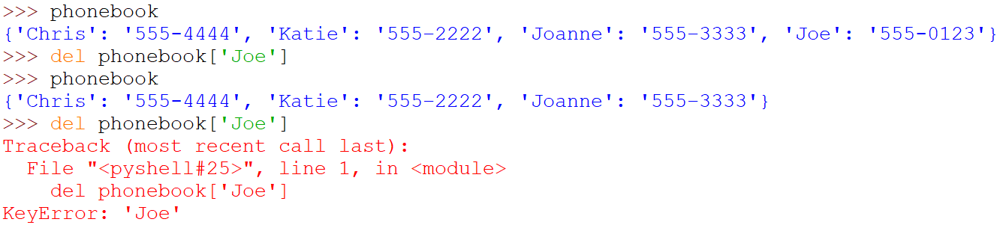 >>> phonebook
{'Chris': '555-4444', 'Katie': '555-2222', 'Joanne': '555-3333', 'Joe': '555-0123'}
>>> del phonebook['Joe']
>>> phonebook
{'Chris': '555-4444', 'Katie': '555-2222', 'Joanne': '555-3333'}
>>> del phonebook['Joe']
Traceback (most recent call last):
  File "<pyshell#25>", line 1, in <module>
    del phonebook['Joe']
KeyError: 'Joe'